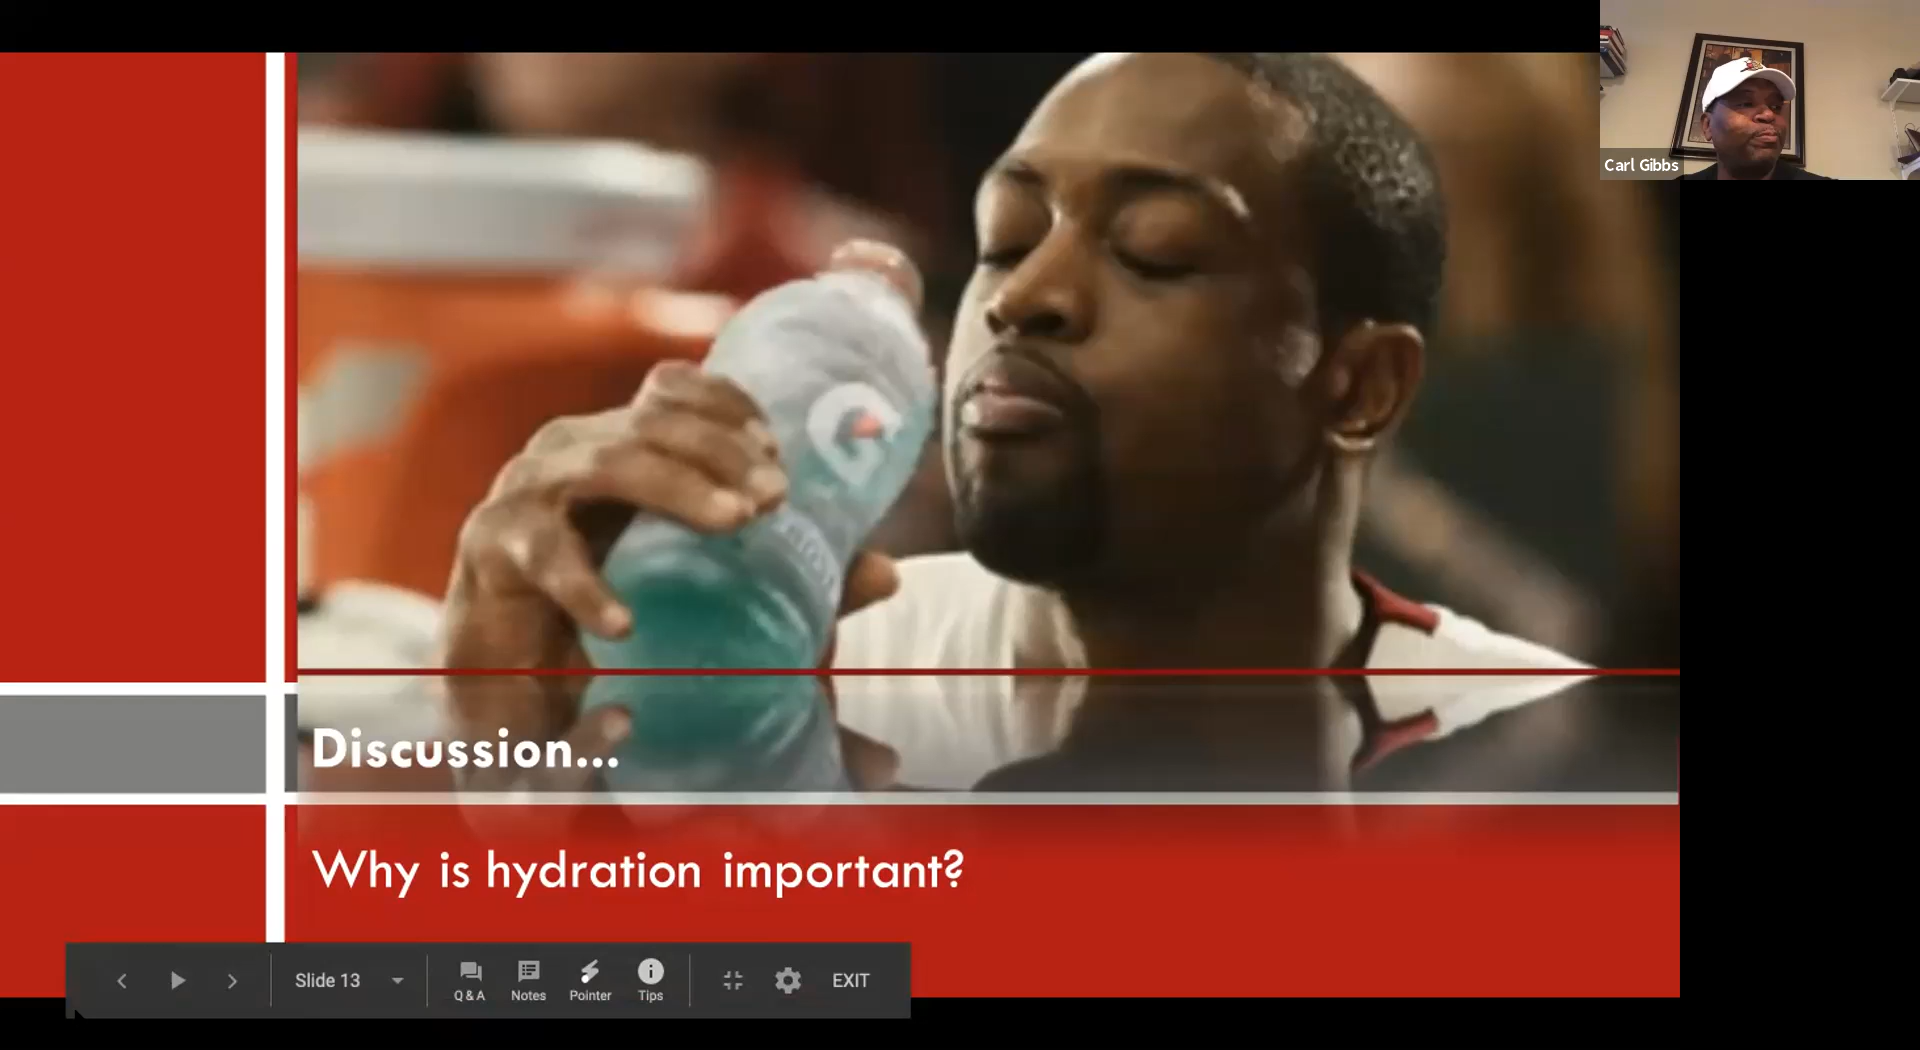 Carl Gibbs
G
Discussion...
Why is hydration important?
Slide 13
Q & A
Notes
Pointer
Tips
EXIT